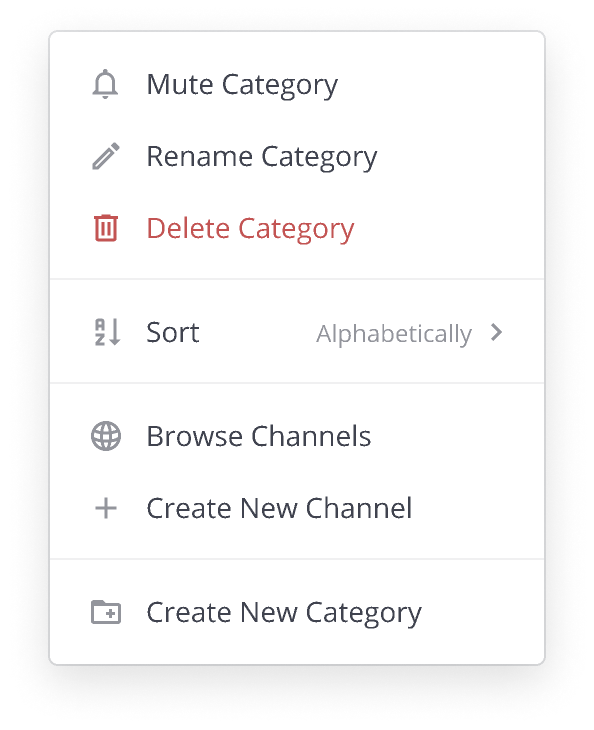 Mute Category
Rename Category
Delete Category
Sort Alphabetically
Browse Channels
Create New Channel
Create New Category